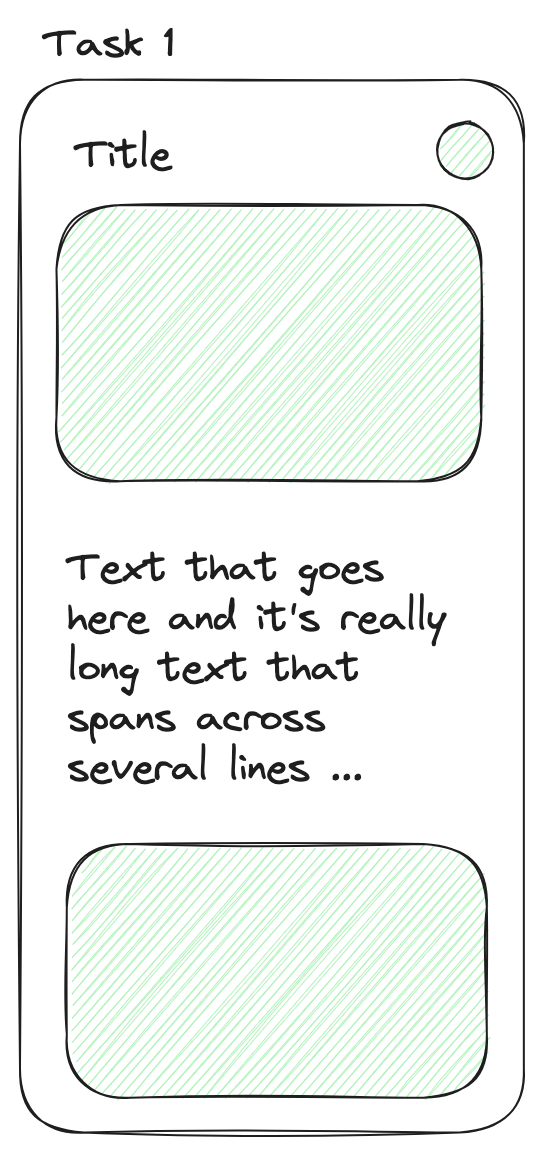 Task 1
Title
Text that goes
here and it's really
long text that
spans across
several lines ...